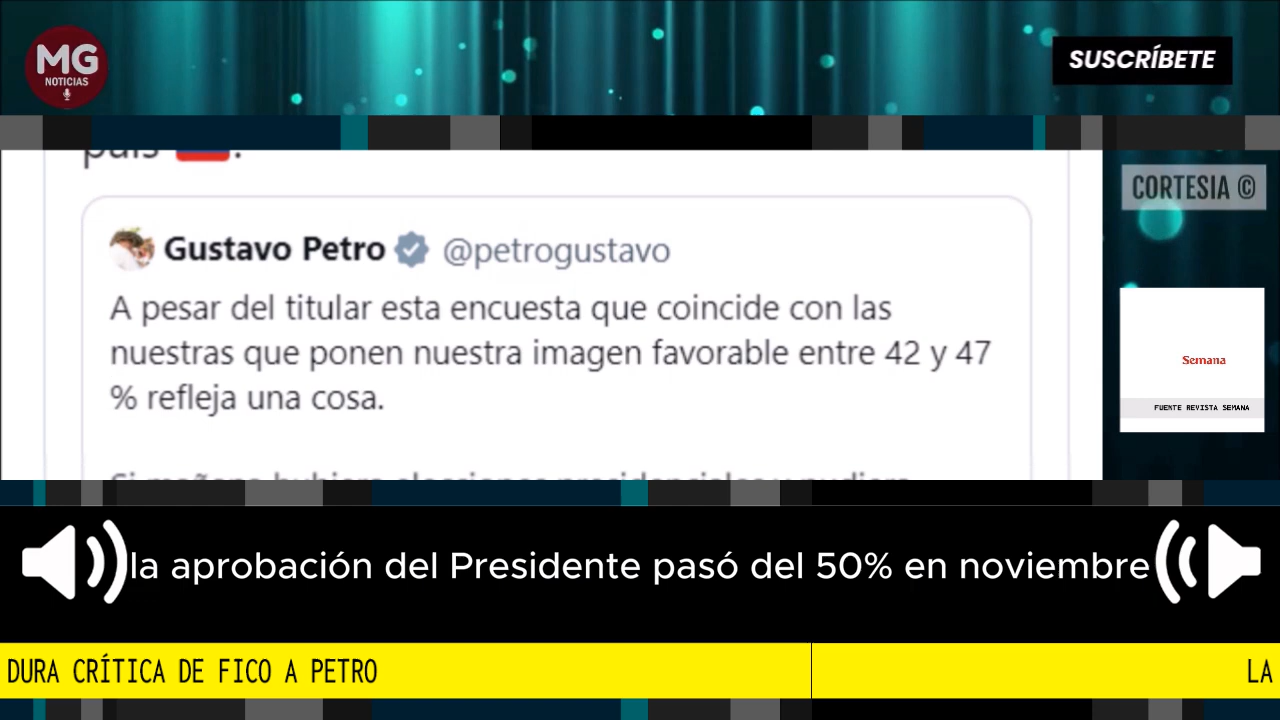 MG
NOTICIAS
SUSCRÍBETE
país
CORTESIA ©
Gustavo Petro @petrogustavo
A pesar del titular esta encuesta que coincide con las
nuestras que ponen nuestra imagen favorable entre 42 y 47
% refleja una cosa.
Semana
FUENTE REVISTA SEMANA
la aprobación del Presidente pasó del 50% en noviembre
DURA CRÍTICA DE FICO A PETRO
LA